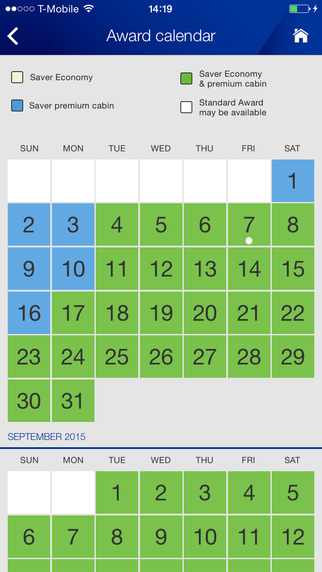 T-Mobile 14:19
Award calendar
Saver Economy
Saver Economy
& premium cabin
Saver premium cabin
Standard Award
may be available
SUN MON TUE WED THU FRI SAT
1
2 3 4 5 6 7 8
9 10 11 12 13 14 15
16 17 18 19 20 21 22
23 24 25 26 27 28 29
30 31
SEPTEMBER 2015
SUN MON TUE WED THU FRI SAT
1 2 3 4 5
6 7 8 9 10 11 12